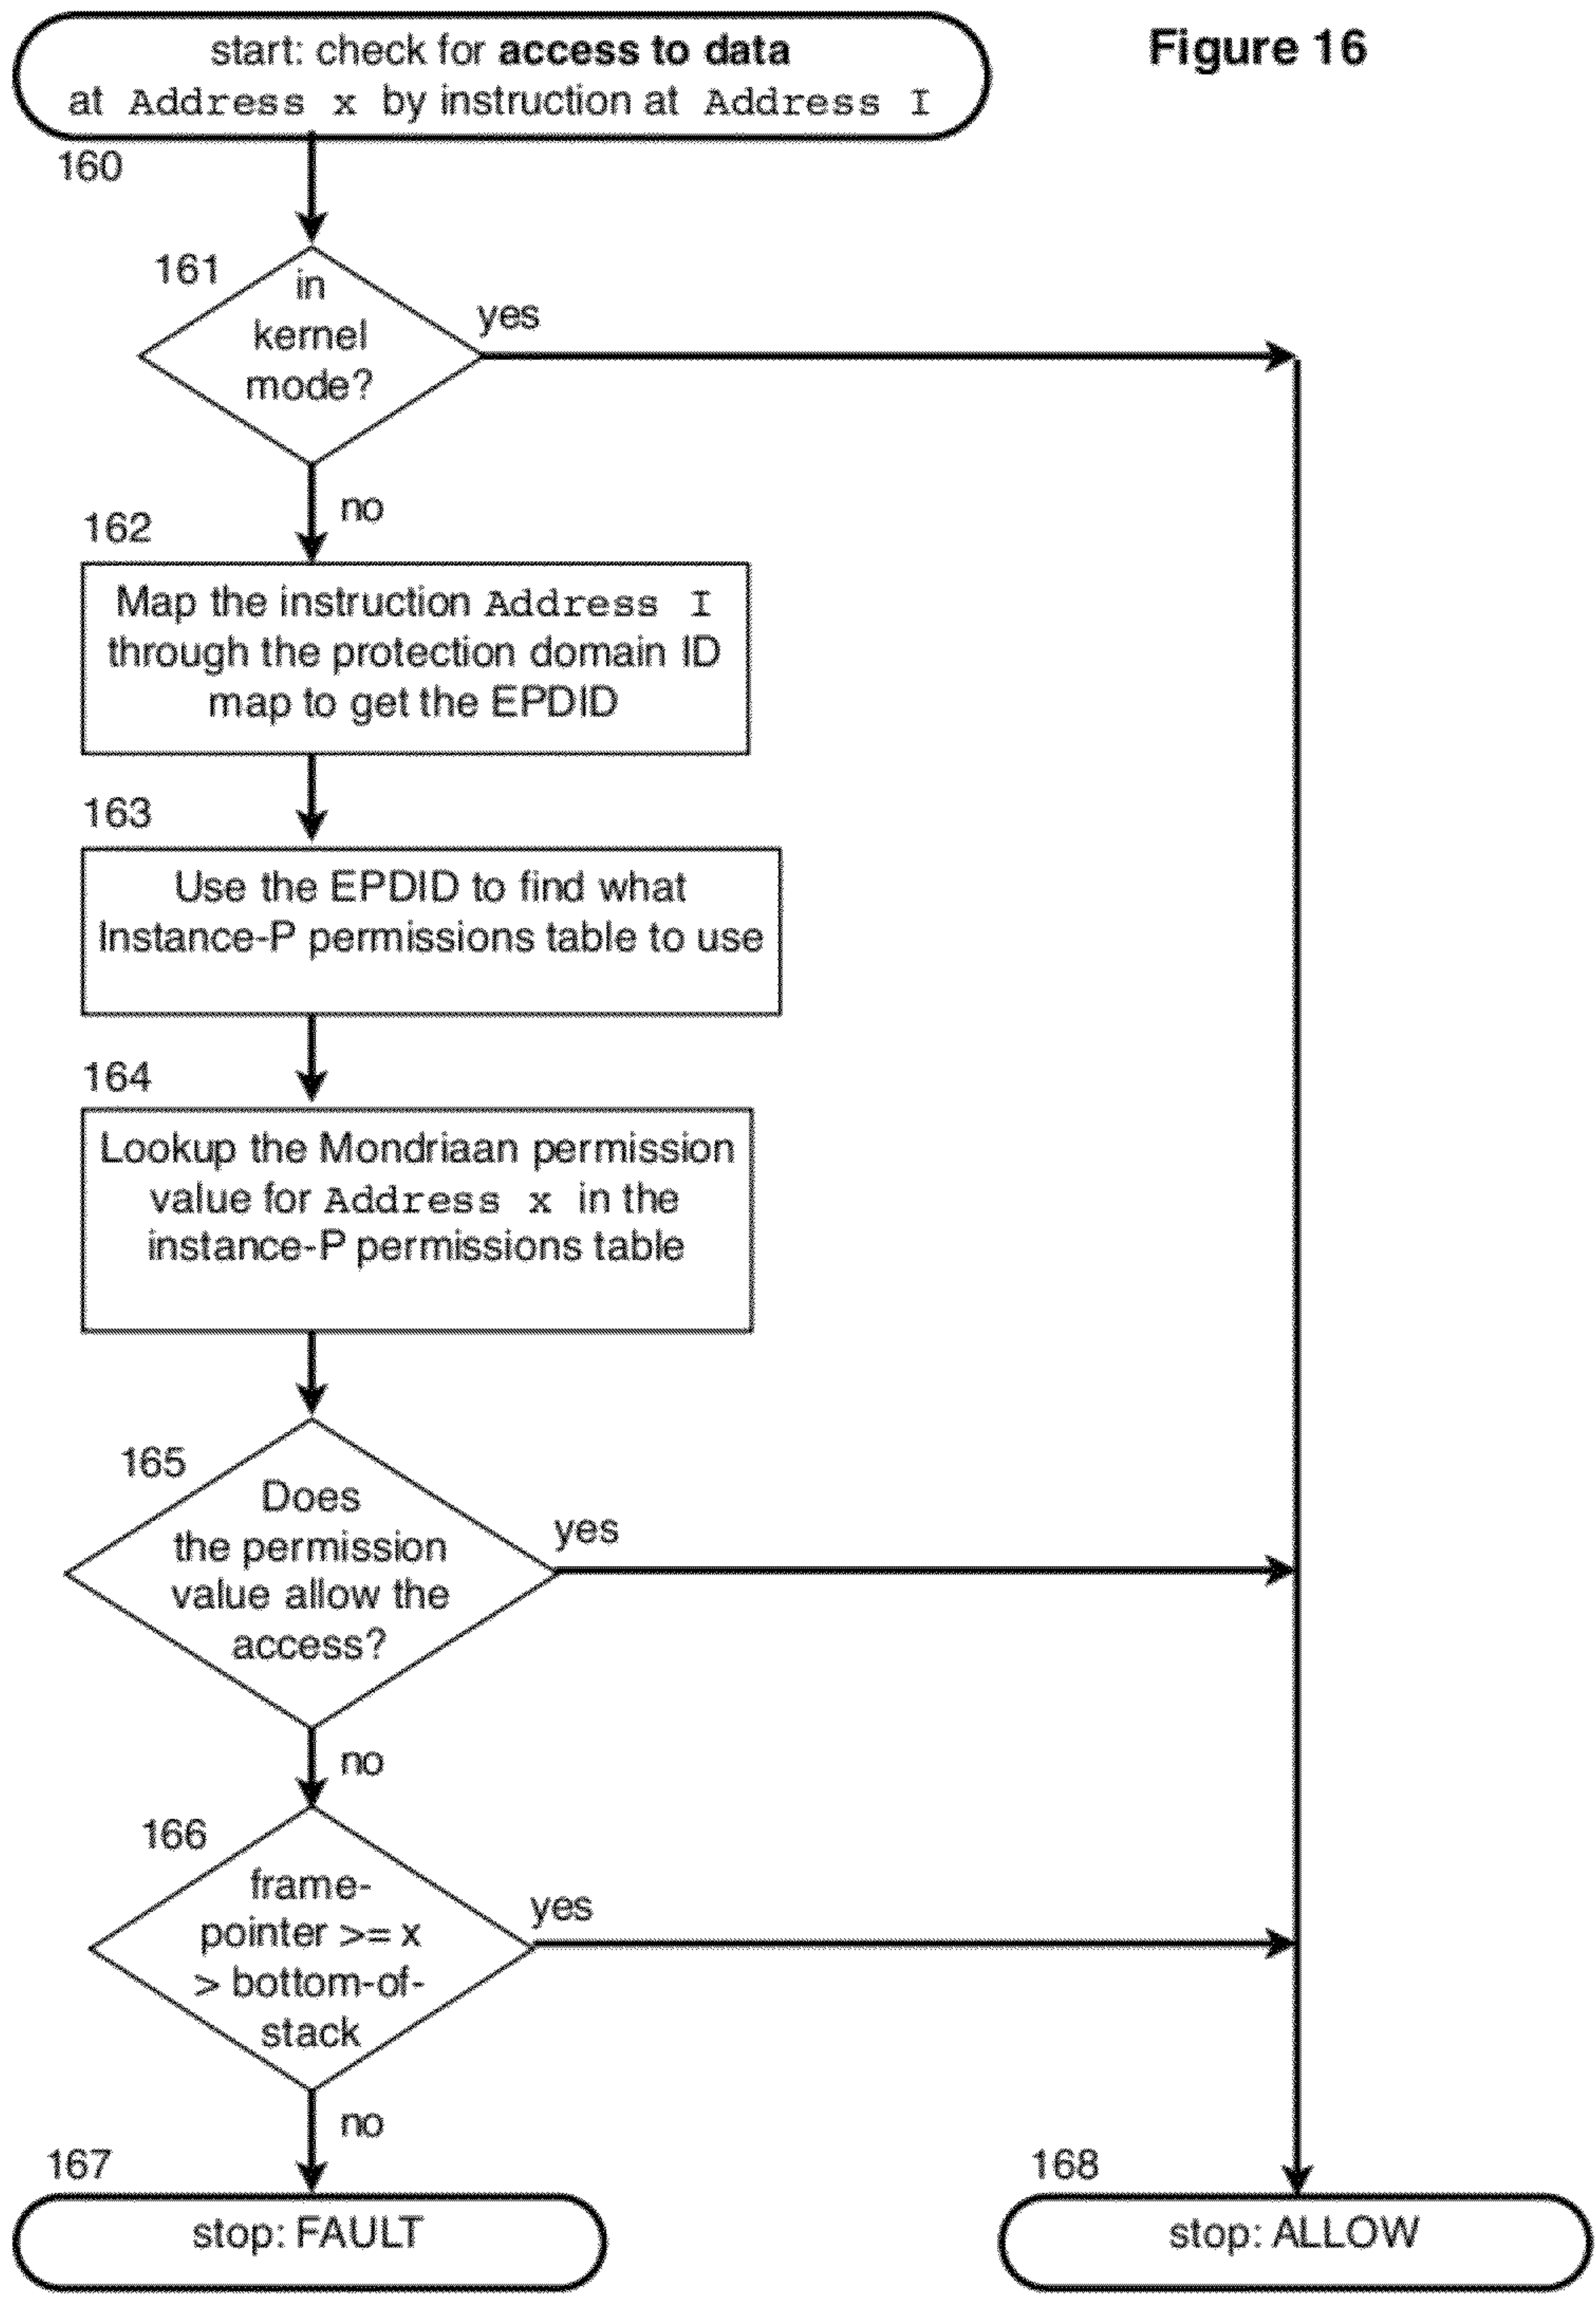 Figure 16
start: check for access to data
at Address x by instruction at Address I
160
161
in
kernel
mode?
yes
no
162
Map the instruction Address I
through the protection domain ID
map to get the EPDID
163
Use the EPDID to find what
Instance-P permissions table to use
164
Lookup the Mondriaan permission
value for Address x in the
instance-P permissions table
165
Does
the permission
value allow the
access?
yes
no
166
frame-
pointer >= x
> bottom-of-
stack
yes
no
167
stop: FAULT
168
stop: ALLOW